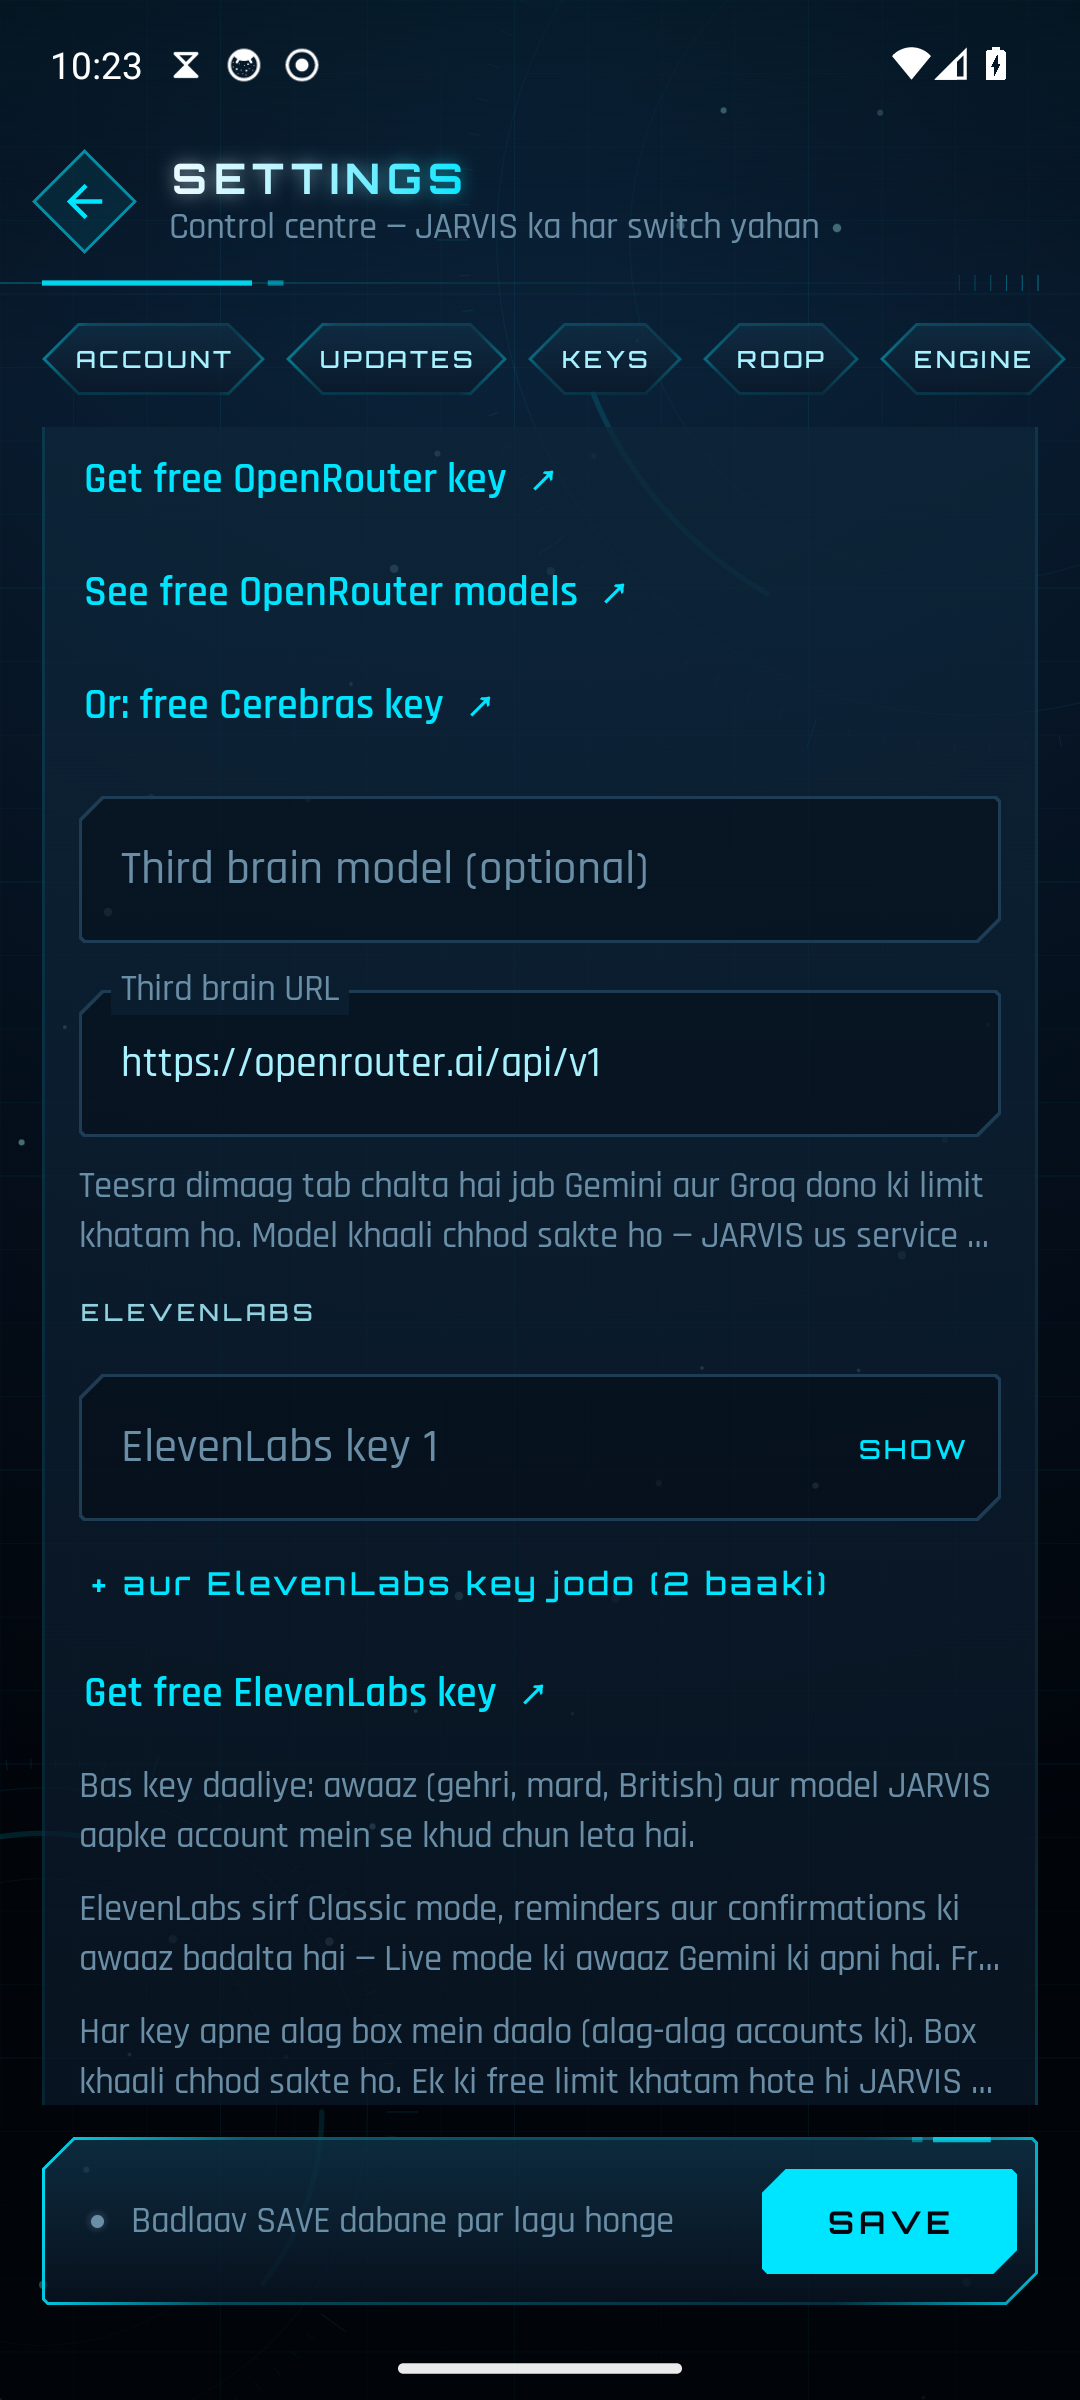 10:23
SETTINGS
Control centre – JARVIS ka har switch yahan
ACCOUNT
UPDATES
KEYS
ROOP
ENGINE
Get free OpenRouter key ↗
See free OpenRouter models ↗
Or: free Cerebras key ↗
Third brain model (optional)
Third brain URL
https://openrouter.ai/api/v1
Teesra dimaag tab chalta hai jab Gemini aur Groq dono ki limit
khatam ho. Model khaali chhod sakte ho – JARVIS us service ...
ELEVENLABS
ElevenLabs key 1
SHOW
+ aur ElevenLabs key jodo (2 baaki)
Get free ElevenLabs key ↗
Bas key daaliye: awaaz (gehri, mard, British) aur model JARVIS
aapke account mein se khud chun leta hai.
ElevenLabs sirf Classic mode, reminders aur confirmations ki
awaaz badalta hai – Live mode ki awaaz Gemini ki apni hai. Fr...
Har key apne alag box mein daalo (alag-alag accounts ki). Box
khaali chhod sakte ho. Ek ki free limit khatam hote hi JARVIS ...
Badlaav SAVE dabane par lagu honge
SAVE